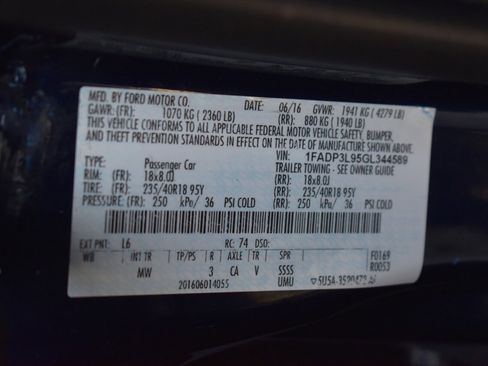 MFD. BY FORD MOTOR CO.
DATE: 06/16 GVWR: 1941 KG ( 4279 LB)
GAWR: (FR): 1070 KG ( 2360 LB) (RR): 880 KG ( 1940 LB)
THIS VEHICLE CONFORMS TO ALL APPLICABLE FEDERAL MOTOR VEHICLE SAFETY, BUMPER,
AND THEFT PREVENTION STANDARDS IN EFFECT ON THE DATE OF MANUFACTURE SHOWN ABOVE.
1FADP3L95GL344589
TYPE: Passenger Car TRAILER TOWING - SEE OWNER GUIDE
RIM: (FR): 18x8.0J (RR): 18x8.0J
TIRE: (FR): 235/40R18 95Y (RR): 235/40R18 95Y
PRESSURE: (FR): 250 kPa/ 36 PSI COLD (RR): 250 kPa/ 36 PSI COLD
EXT PNT: L6 RC: 74 DSO:
WB INT TR TP/PS R AXLE TR SPR
MW 3 CA V SSSS
UMU
F0169
R0053
201606014055